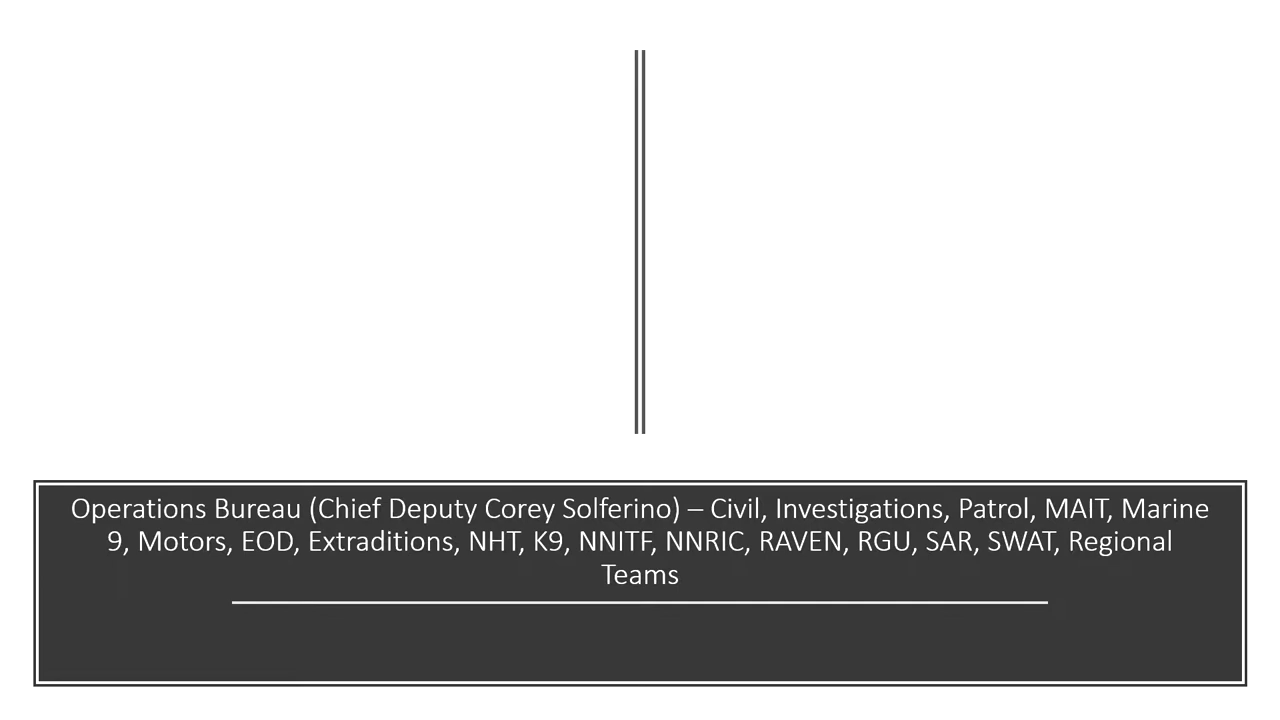 Operations Bureau (Chief Deputy Corey Solferino) – Civil, Investigations, Patrol, MAIT, Marine
9, Motors, EOD, Extraditions, NHT, K9, NNITF, NNRIC, RAVEN, RGU, SAR, SWAT, Regional
Teams